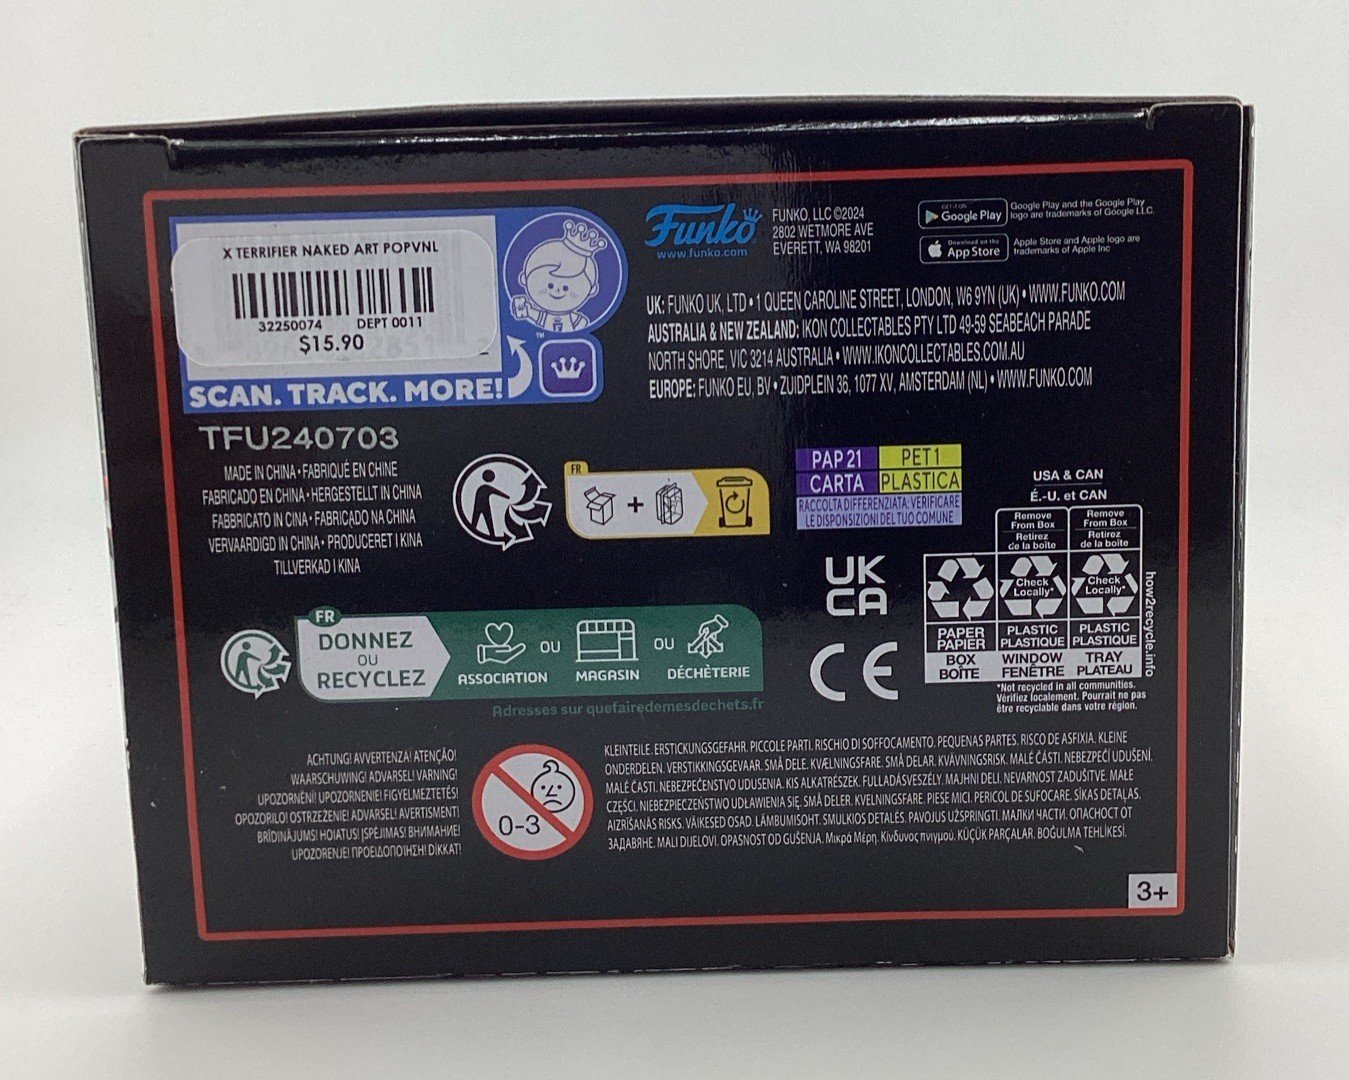 X TERRIFIER NAKED ART POPVNL
32250074 DEPT 0011
$15.90
SCAN. TRACK. MORE!
™
TFU240703
MADE IN CHINA • FABRIQUÉ EN CHINE
FABRICADO EN CHINA • HERGESTELLT IN CHINA
FABBRICATO IN CINA • FABRICADO NA CHINA
VERVAARDIGD IN CHINA • PRODUCERET I KINA
TILLVERKAD I KINA
Funko
www.funko.com
FUNKO, LLC ©2024
2802 WETMORE AVE
EVERETT, WA 98201
GET IT ON
Google Play
Google Play and the Google Play
logo are trademarks of Google LLC.
Download on the
App Store
Apple Store and Apple logo are
trademarks of Apple Inc
UK: FUNKO UK, LTD • 1 QUEEN CAROLINE STREET, LONDON, W6 9YN (UK) • WWW.FUNKO.COM
AUSTRALIA & NEW ZEALAND: IKON COLLECTABLES PTY LTD 49-59 SEABEACH PARADE
NORTH SHORE, VIC 3214 AUSTRALIA • WWW.IKONCOLLECTABLES.COM.AU
EUROPE: FUNKO EU, BV • ZUIDPLEIN 36, 1077 XV, AMSTERDAM (NL) • WWW.FUNKO.COM
FR
+
PAP 21 PET 1
CARTA PLASTICA
RACCOLTA DIFFERENZIATA: VERIFICARE
LE DISPOSIZIONI DEL TUO COMUNE
UK
CA
CE
USA & CAN
É.-U. et CAN
Remove
From Box
Retirez
de la boîte
Remove
From Box
Retirez
de la boîte
Check
Locally*
Check
Locally*
PAPER
PAPIER
PLASTIC
PLASTIQUE
PLASTIC
PLASTIQUE
BOX
BOÎTE
WINDOW
FENÊTRE
TRAY
PLATEAU
how2recycle.info
*Not recycled in all communities.
Vérifiez localement. Pourrait ne pas
être recyclable dans votre région.
FR
DONNEZ
OU
RECYCLEZ
ASSOCIATION
OU
MAGASIN
OU
DÉCHÈTERIE
Adresses sur quefairedemesdechets.fr
ACHTUNG! AVVERTENZA! ATENÇÃO!
WAARSCHUWING! ADVARSEL! VARNING!
UPOZORNĚNÍ! UPOZORNENIE! FIGYELMEZTETÉS!
OPOZORILO! OSTRZEŻENIE! ADVARSEL! AVERTISMENT!
BRĪDINĀJUMS! HOIATUS! ĮSPĖJIMAS! ВНИМАНИЕ!
UPOZORENJE! ΠΡΟΕΙΔΟΠΟΙΗΣΗ! DİKKAT!
0-3
KLEINTEILE. ERSTICKUNGSGEFAHR. PICCOLE PARTI. RISCHIO DI SOFFOCAMENTO. PEQUENAS PARTES. RISCO DE ASFIXIA. KLEINE
ONDERDELEN. VERSTIKKINGSGEVAAR. SMÅ DELE. KVÆLNINGSFARE. SMÅ DELAR. KVÄVNINGSRISK. MALÉ ČÁSTI. NEBEZPEČÍ UDUŠENÍ.
MALÉ ČASTI. NEBEZPEČENSTVO UDUSENIA. KIS ALKATRÉSZEK. FULLADÁSVESZÉLY. MAJHNI DELI. NEVARNOST ZADUŠITVE. MAŁE
CZĘŚCI. NIEBEZPIECZEŃSTWO UDŁAWIENIA SIĘ. SMÅ DELER. KVELNINGSFARE. PIESE MICI. PERICOL DE SUFOCARE. SĪKAS DETAĻAS.
AIZRĪŠANĀS RISKS. VÄIKESED OSAD. LÄMBUMISOHT. SMULKIOS DETALĖS. PAVOJUS UŽSPRINGTI. МАЛКИ ЧАСТИ. ОПАСНОСТ ОТ
ЗАДАВЯНЕ. MALI DIJELOVI. OPASNOST OD GUŠENJA. Μικρά Μέρη. Κίνδυνος πνιγμού. KÜÇÜK PARÇALAR. BOĞULMA TEHLİKESİ.
3+